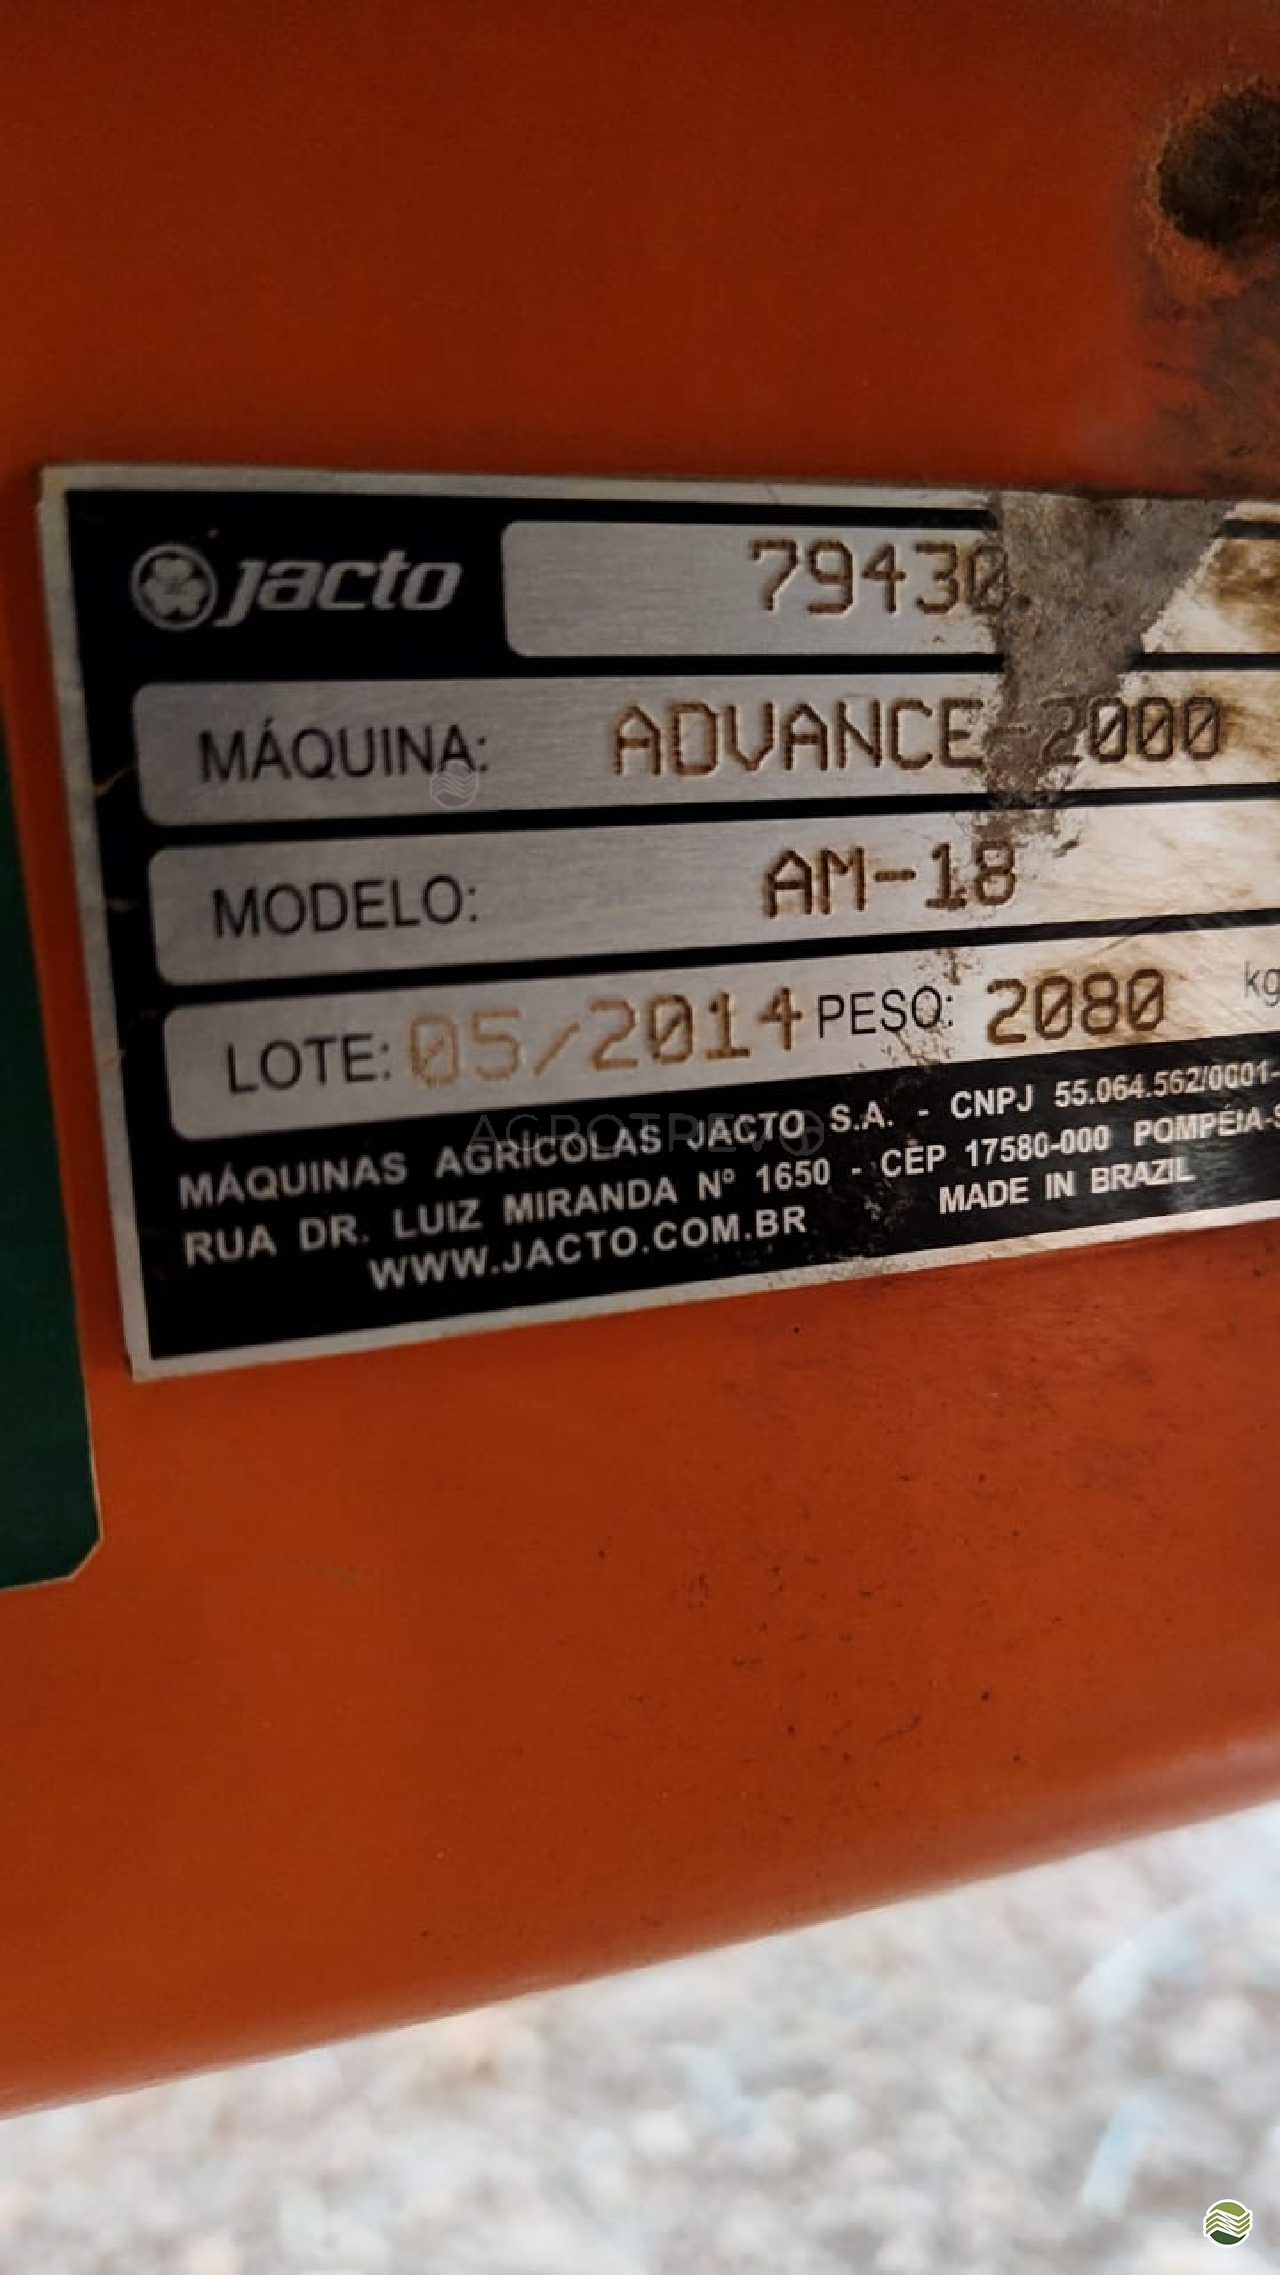 jacto 79430
MÁQUINA: ADVANCE-2000
MODELO: AM-18
LOTE: 05/2014 PESO: 2080 kg
MÁQUINAS AGRÍCOLAS JACTO S.A. - CNPJ 55.064.562/0001-
RUA DR. LUIZ MIRANDA Nº 1650 - CEP 17580-000 POMPÉIA-S
WWW.JACTO.COM.BR MADE IN BRAZIL
AGROTREVO